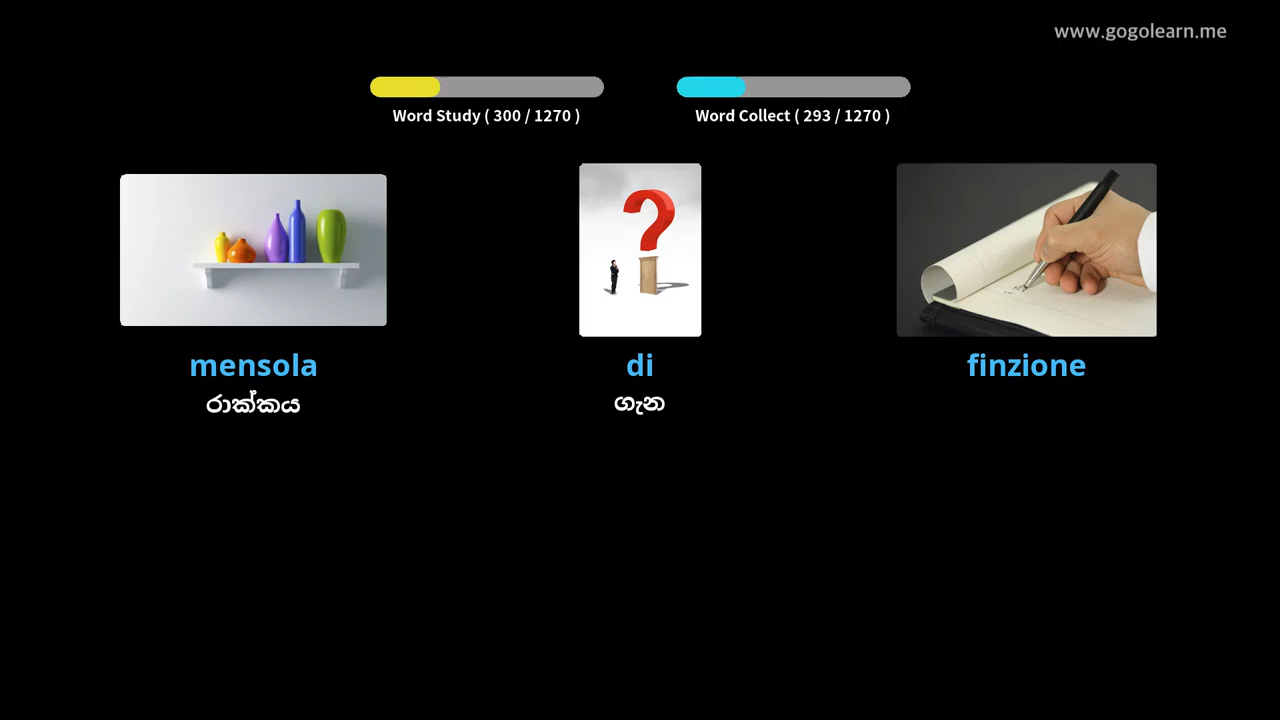 www.gogolearn.me
Word Study ( 300 / 1270 )
Word Collect ( 293 / 1270 )
mensola
රාක්කය
di
ගැන
finzione